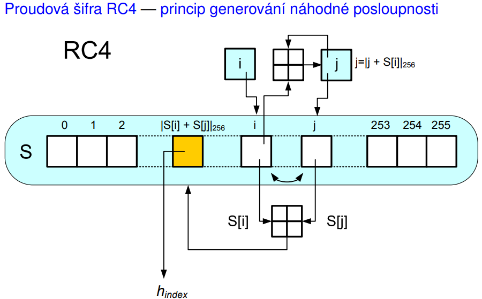 Proudová šifra RC4 — princip generování náhodné posloupnosti
RC4
i
j
j=|j + S[i]|256
0 1 2 |S[i] + S[j]|256 i j 253 254 255
S
S[i] S[j]
hindex